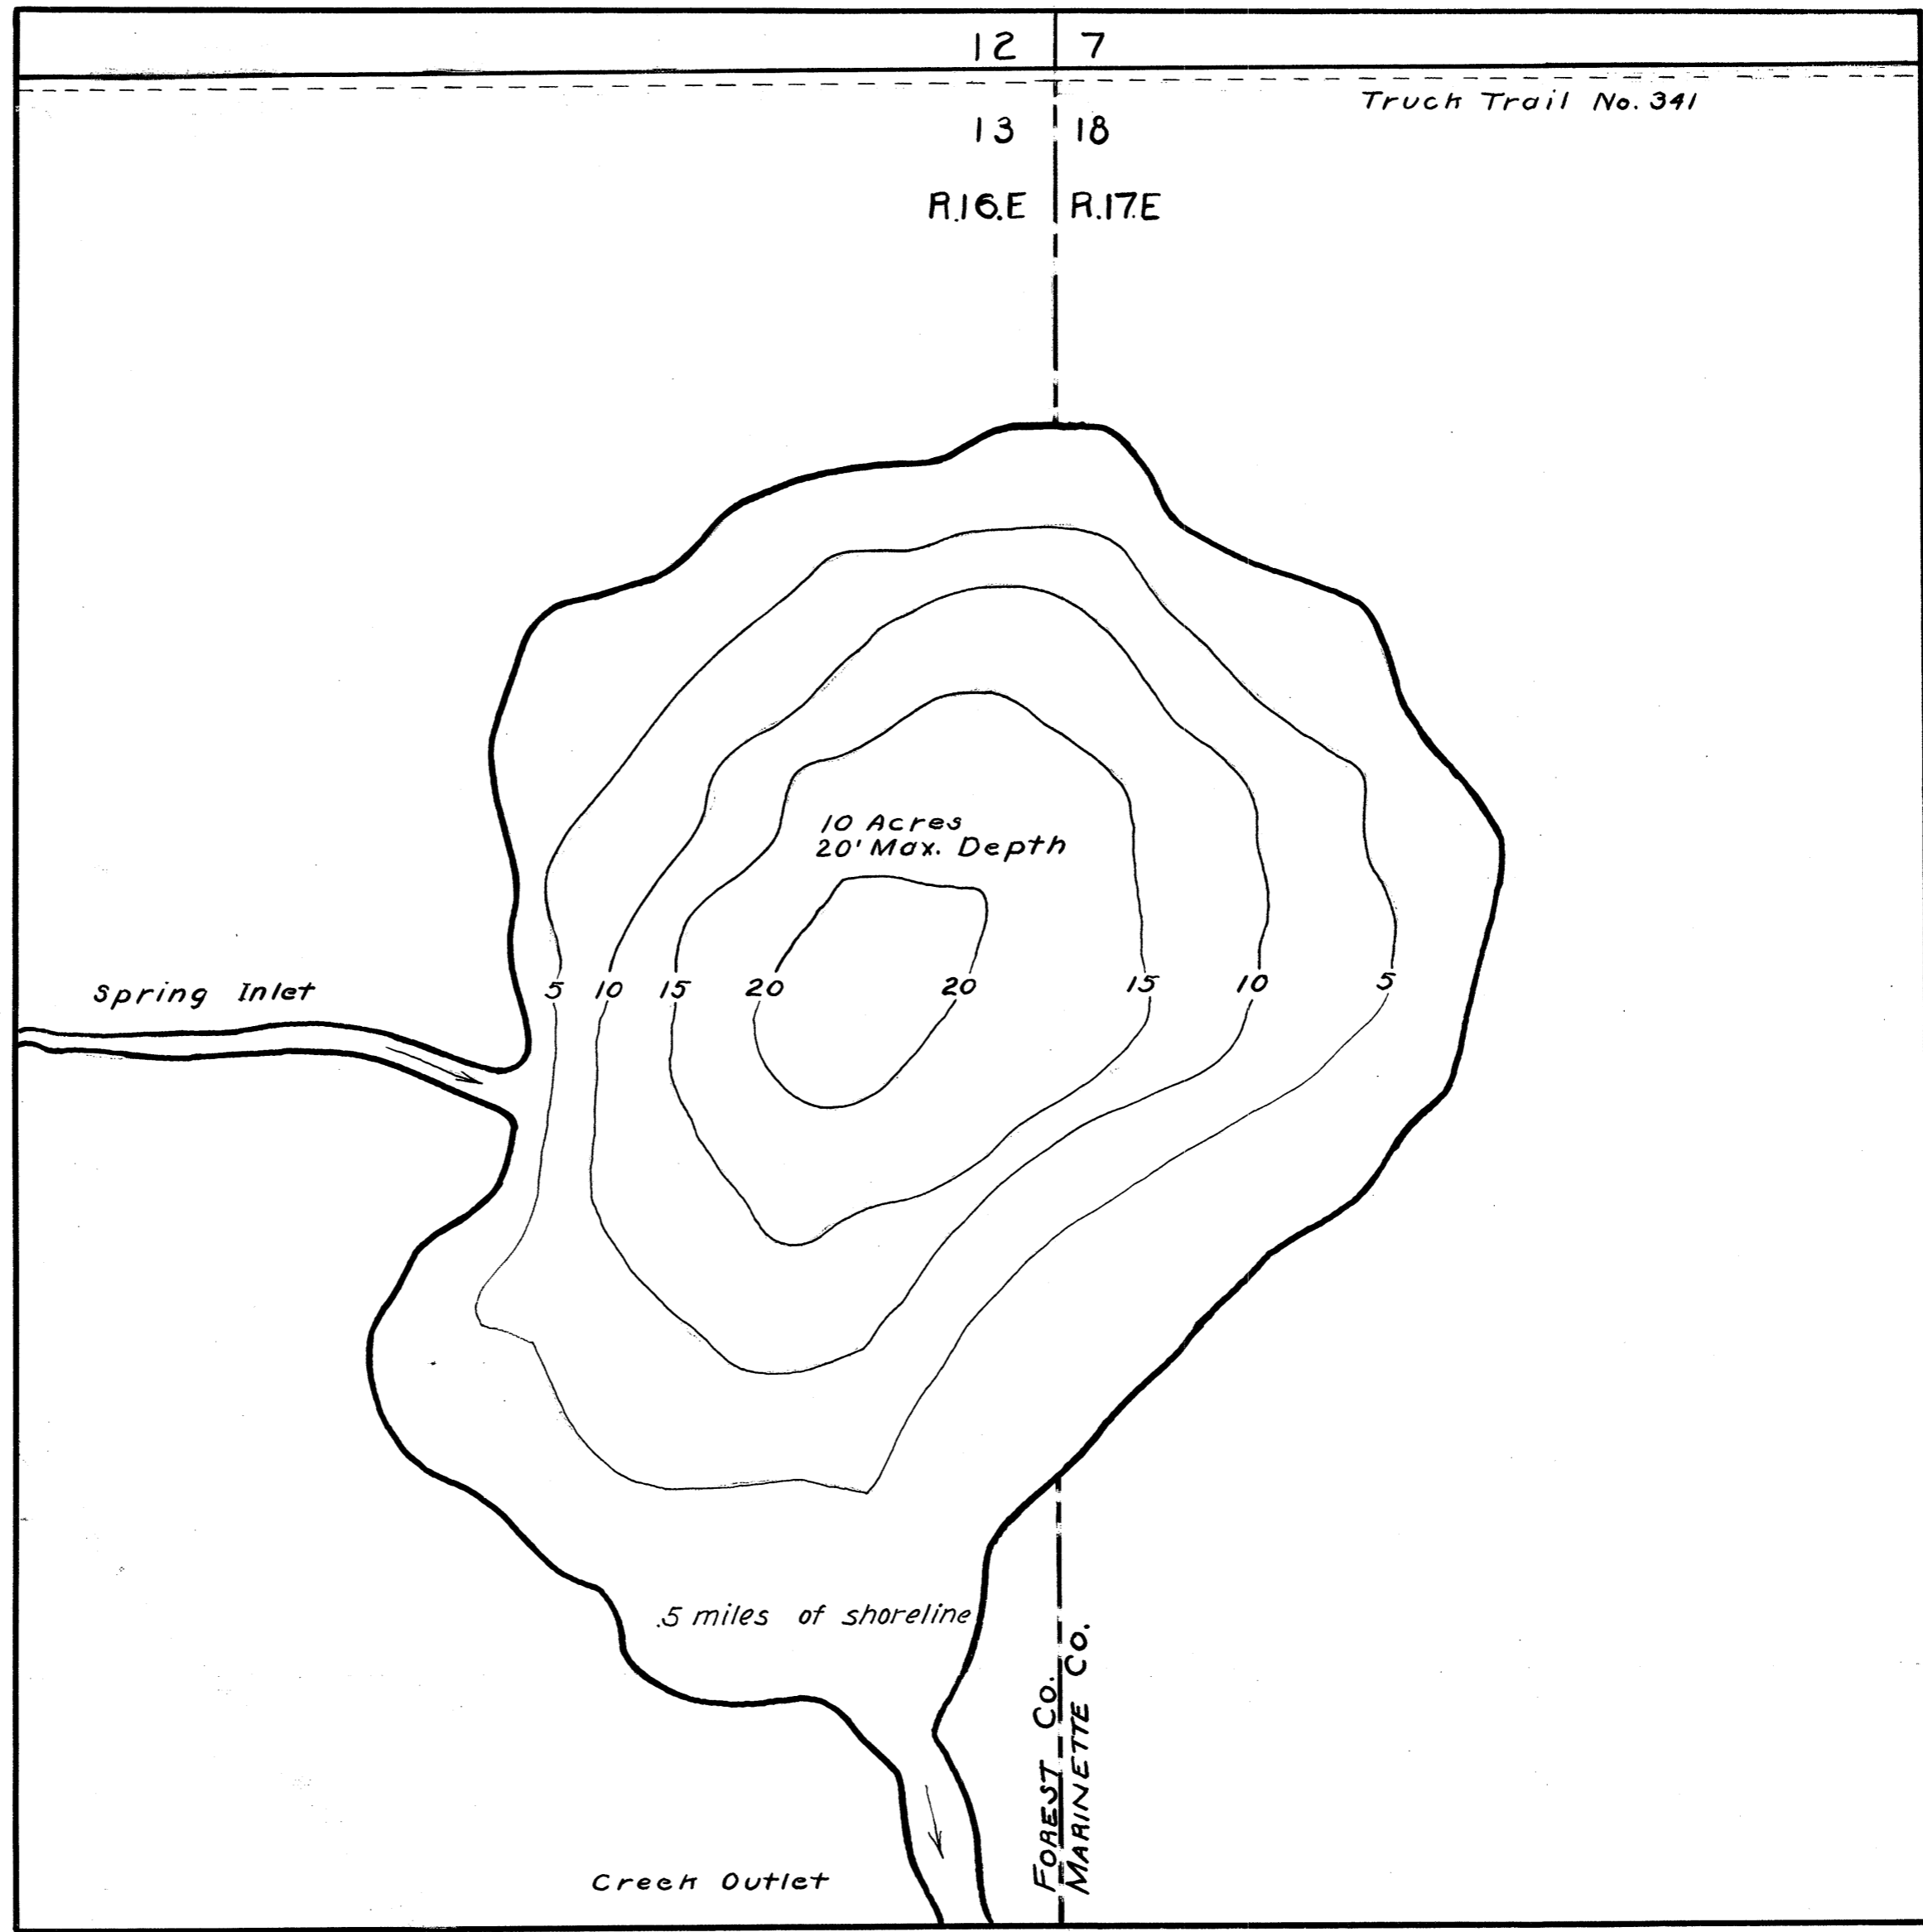 12 7
Truck Trail No. 341
13 18
R.16.E R.17.E
10 Acres
20' Max. Depth
Spring Inlet
5 10 15 20 20 15 10 5
.5 miles of shoreline
FOREST CO.
MARINETTE CO.
Creek Outlet